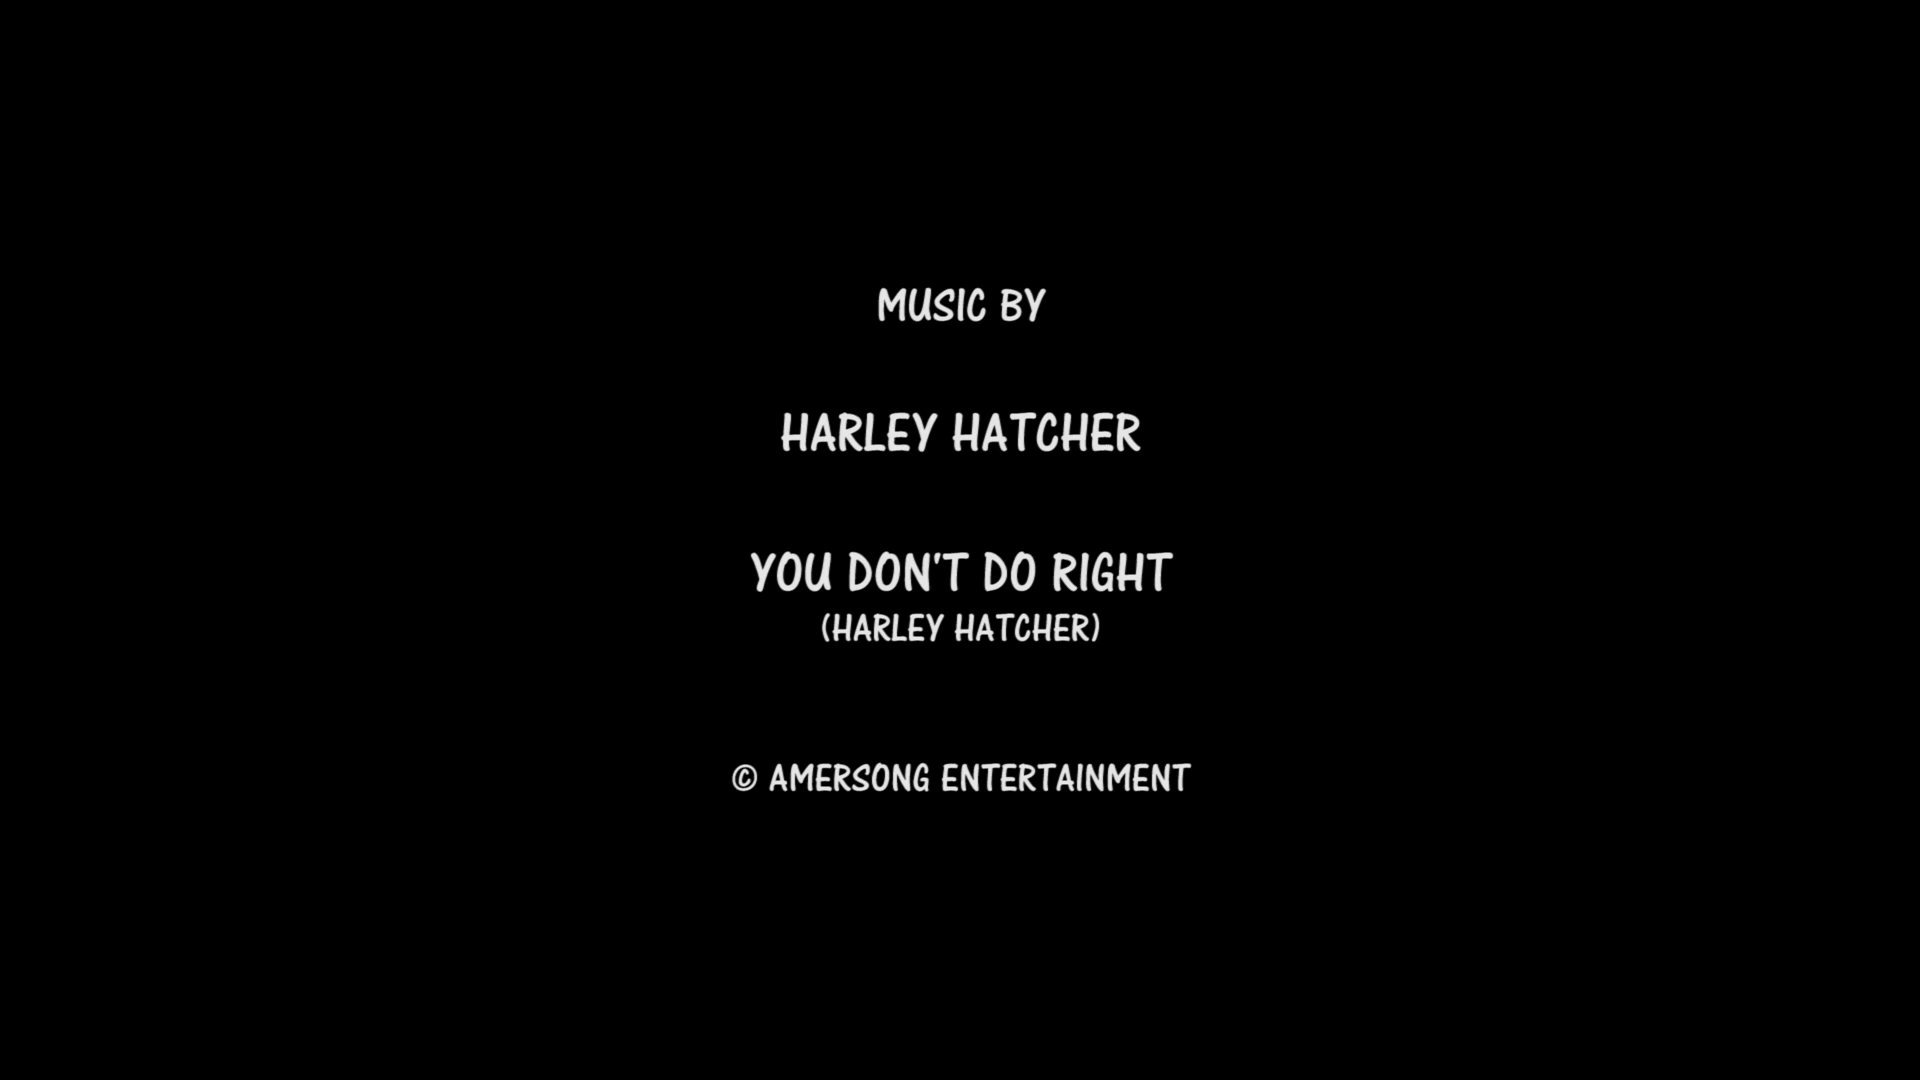 MUSIC BY
HARLEY HATCHER
YOU DON'T DO RIGHT
(HARLEY HATCHER)
© AMERSONG ENTERTAINMENT